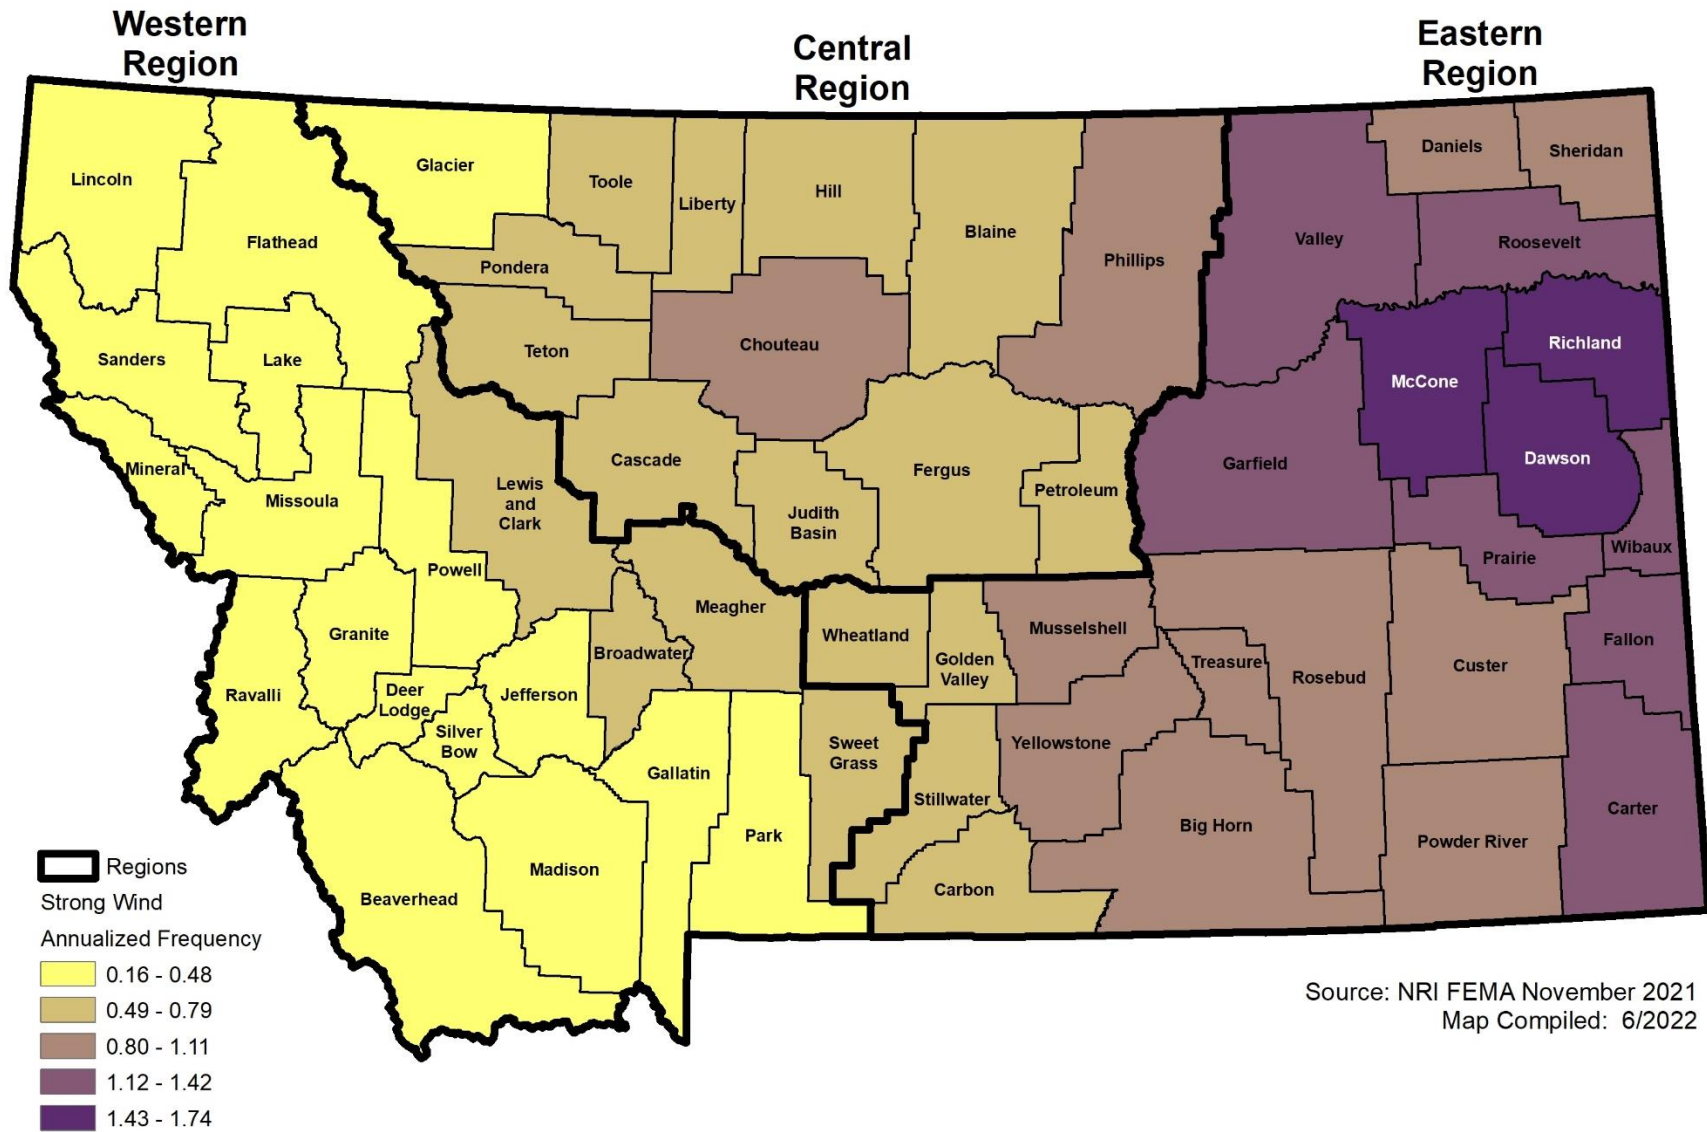 Western
Region
Central
Region
Eastern
Region
Lincoln
Flathead
Glacier
Toole
Liberty
Hill
Blaine
Phillips
Valley
Daniels
Sheridan
Roosevelt
Pondera
Teton
Chouteau
Sanders
Lake
McCone
Richland
Dawson
Mineral
Missoula
Lewis
and
Clark
Cascade
Judith
Basin
Fergus
Petroleum
Garfield
Prairie
Wibaux
Powell
Granite
Meagher
Broadwater
Wheatland
Golden
Valley
Musselshell
Treasure
Rosebud
Custer
Fallon
Ravalli
Deer
Lodge
Silver
Bow
Jefferson
Gallatin
Park
Sweet
Grass
Stillwater
Yellowstone
Big Horn
Powder River
Carter
Beaverhead
Madison
Carbon
Regions
Strong Wind
Annualized Frequency
0.16 - 0.48
0.49 - 0.79
0.80 - 1.11
1.12 - 1.42
1.43 - 1.74
Source: NRI FEMA November 2021
Map Compiled: 6/2022